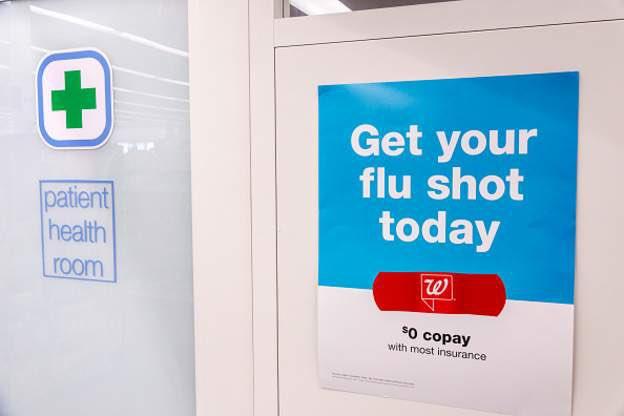 patient
health
room
Get your
flu shot
today
W
$0 copay
with most insurance